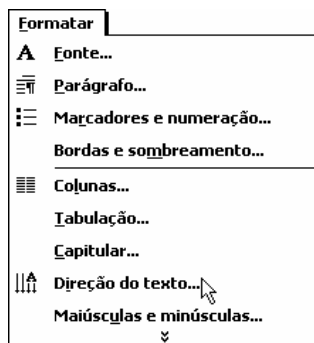 Formatar
Fonte...
Parágrafo...
Marcadores e numeração...
Bordas e sombreamento...
Colunas...
Tabulação...
Capitular...
Direção do texto...
Maiúsculas e minúsculas...